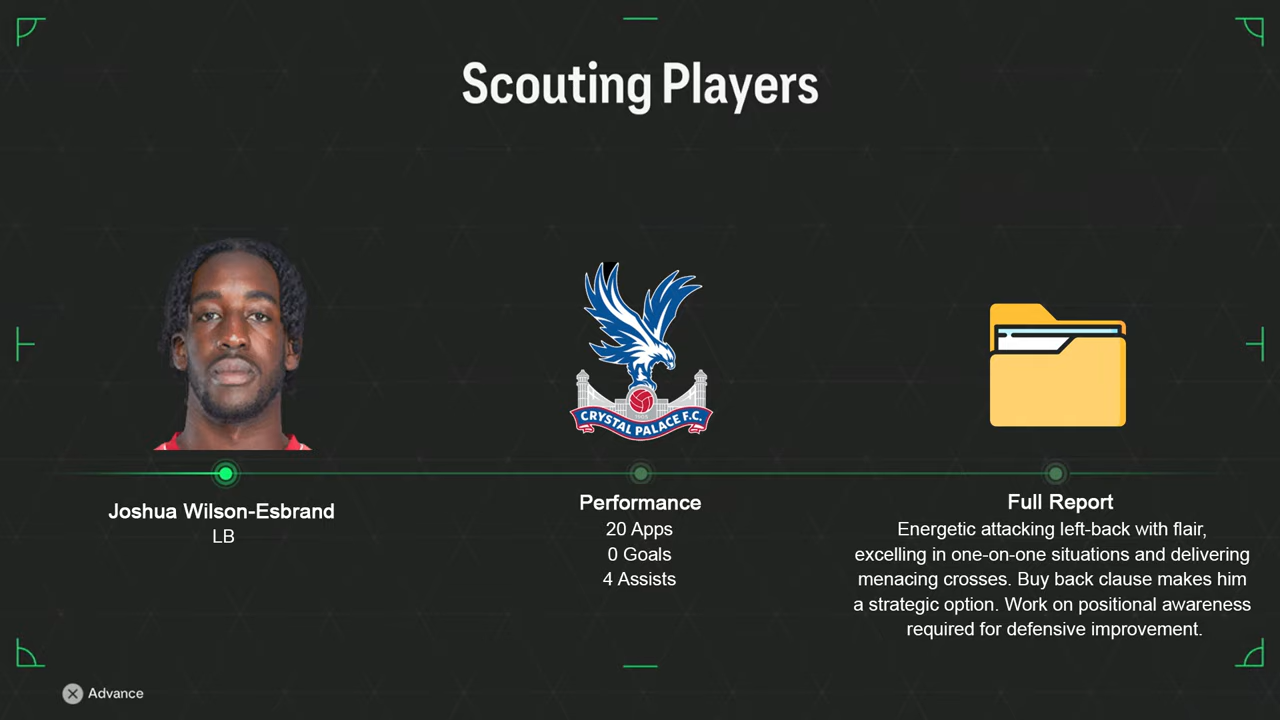 Scouting Players
CRYSTAL PALACE F.C.
Joshua Wilson-Esbrand
LB
Performance
20 Apps
0 Goals
4 Assists
Full Report
Energetic attacking left-back with flair,
excelling in one-on-one situations and delivering
menacing crosses. Buy back clause makes him
a strategic option. Work on positional awareness
required for defensive improvement.
Advance